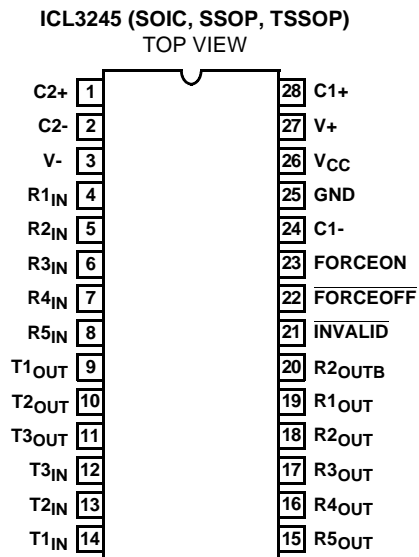 ICL3245 (SOIC, SSOP, TSSOP)
TOP VIEW
C2+ 1 28 C1+
C2- 2 27 V+
V- 3 26 VCC
R1IN 4 25 GND
R2IN 5 24 C1-
R3IN 6 23 FORCEON
R4IN 7 22 FORCEOFF
R5IN 8 21 INVALID
T1OUT 9 20 R2OUTB
T2OUT 10 19 R1OUT
T3OUT 11 18 R2OUT
T3IN 12 17 R3OUT
T2IN 13 16 R4OUT
T1IN 14 15 R5OUT